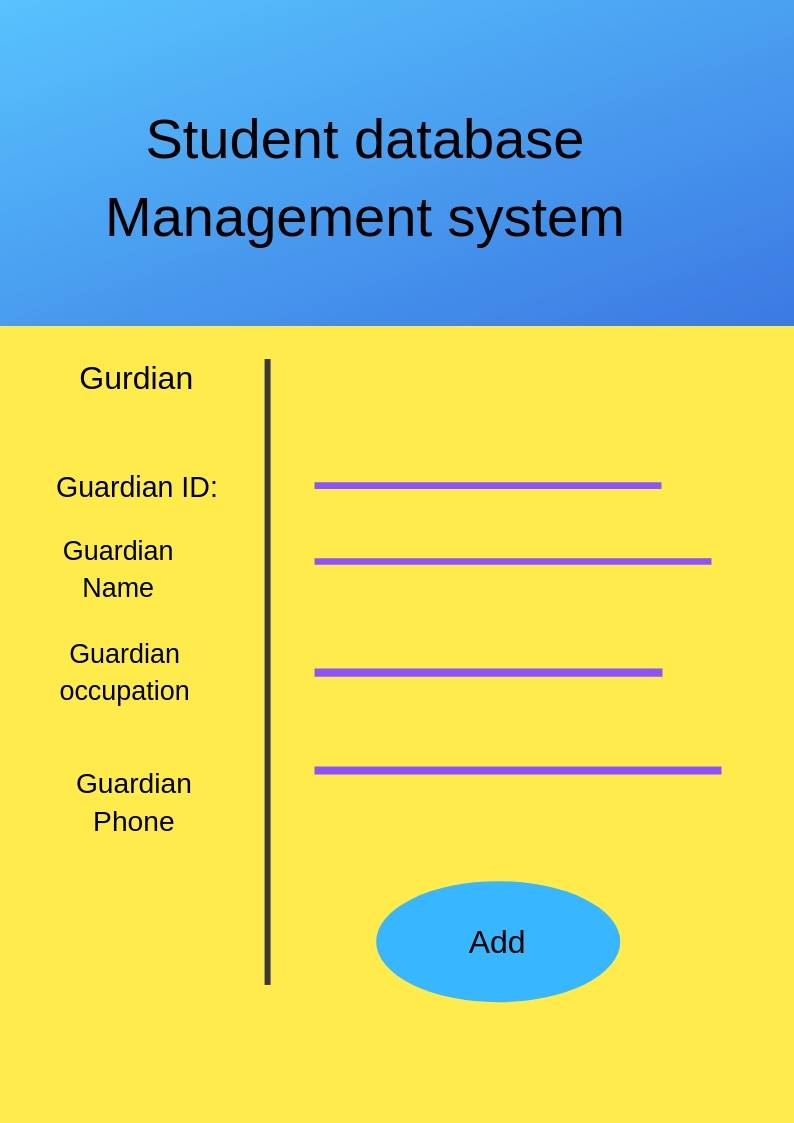 Student database
Management system
Gurdian
Guardian ID:
Guardian
Name
Guardian
occupation
Guardian
Phone
Add